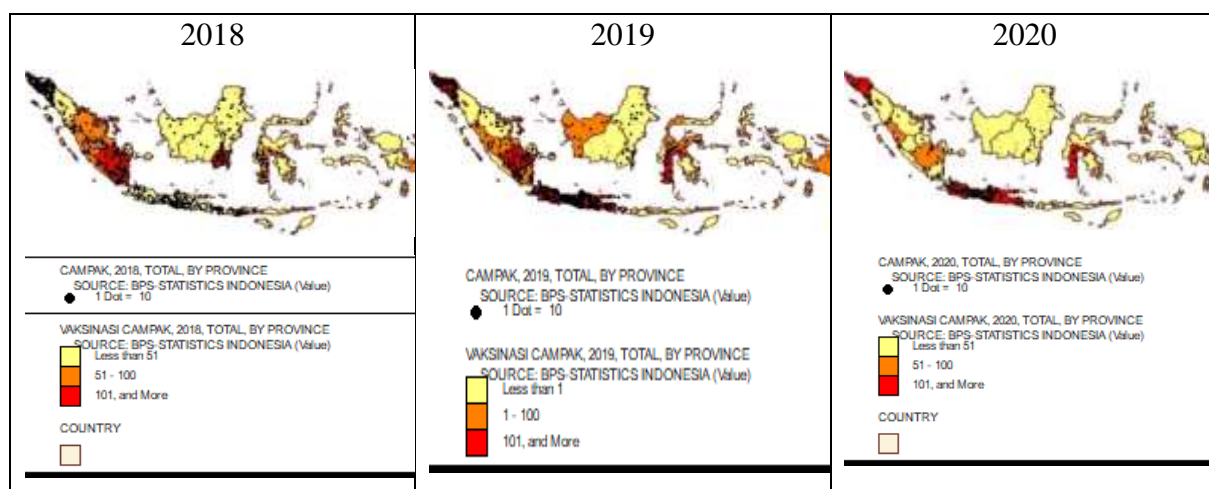 2018
2019
2020
CAMPAK, 2018, TOTAL, BY PROVINCE
SOURCE: BPS-STATISTICS INDONESIA (Value)
1 Dot = 10
VAKSINASI CAMPAK, 2018, TOTAL, BY PROVINCE
SOURCE: BPS-STATISTICS INDONESIA (Value)
Less than 51
51 - 100
101, and More
COUNTRY
CAMPAK, 2019, TOTAL, BY PROVINCE
SOURCE: BPS-STATISTICS INDONESIA (Value)
1 Dot = 10
VAKSINASI CAMPAK, 2019, TOTAL, BY PROVINCE
SOURCE: BPS-STATISTICS INDONESIA (Value)
Less than 1
1 - 100
101, and More
CAMPAK, 2020, TOTAL, BY PROVINCE
SOURCE: BPS-STATISTICS INDONESIA (Value)
1 Dot = 10
VAKSINASI CAMPAK, 2020, TOTAL, BY PROVINCE
SOURCE: BPS-STATISTICS INDONESIA (Value)
Less than 51
51 - 100
101, and More
COUNTRY